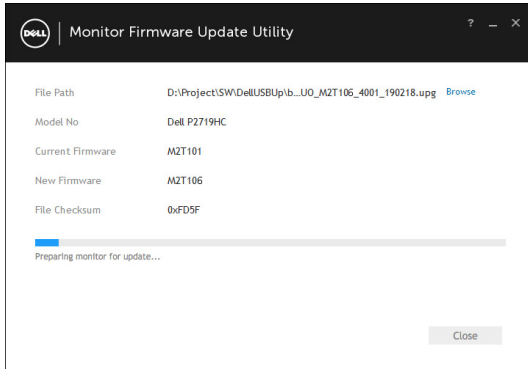 DELL | Monitor Firmware Update Utility ? _ ×
File Path D:\Project\SW\DellUSBUp\b...UO_M2T106_4001_190218.upg Browse
Model No Dell P2719HC
Current Firmware M2T101
New Firmware M2T106
File Checksum 0xFD5F
Preparing monitor for update...
Close